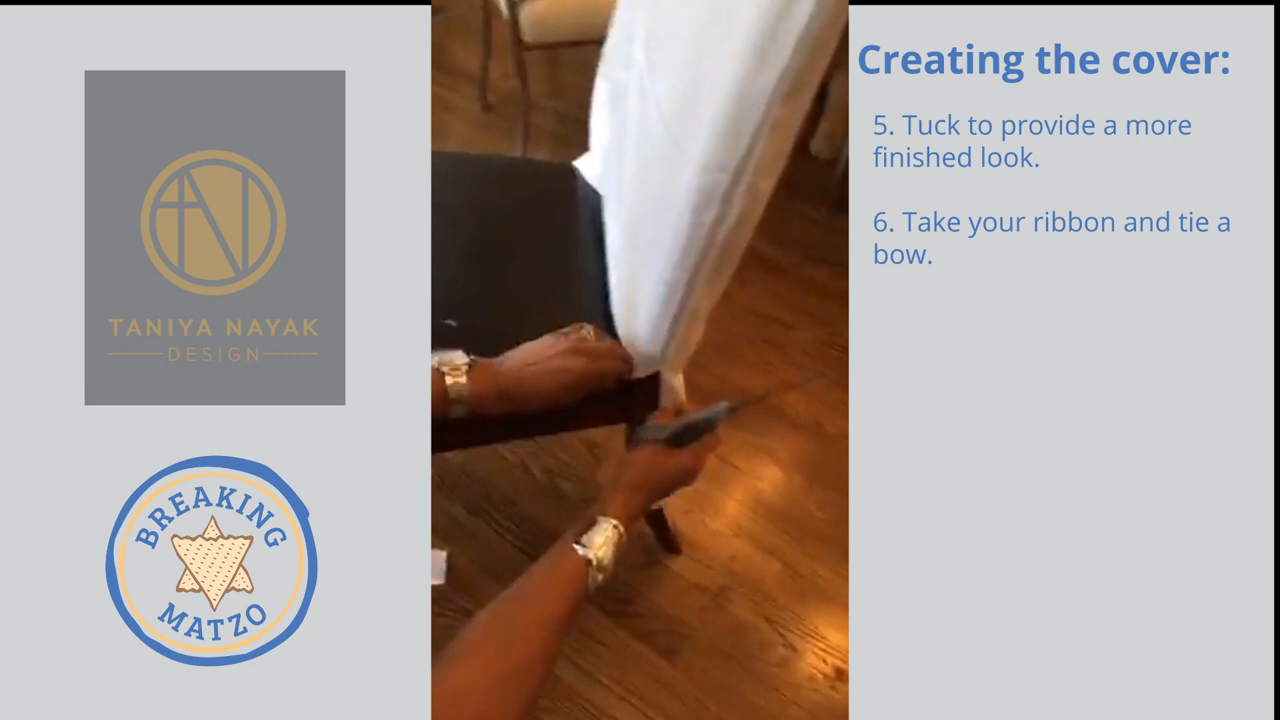 TANIYA NAYAK
DESIGN
BREAKING
MATZO
Creating the cover:
5. Tuck to provide a more
finished look.
6. Take your ribbon and tie a
bow.